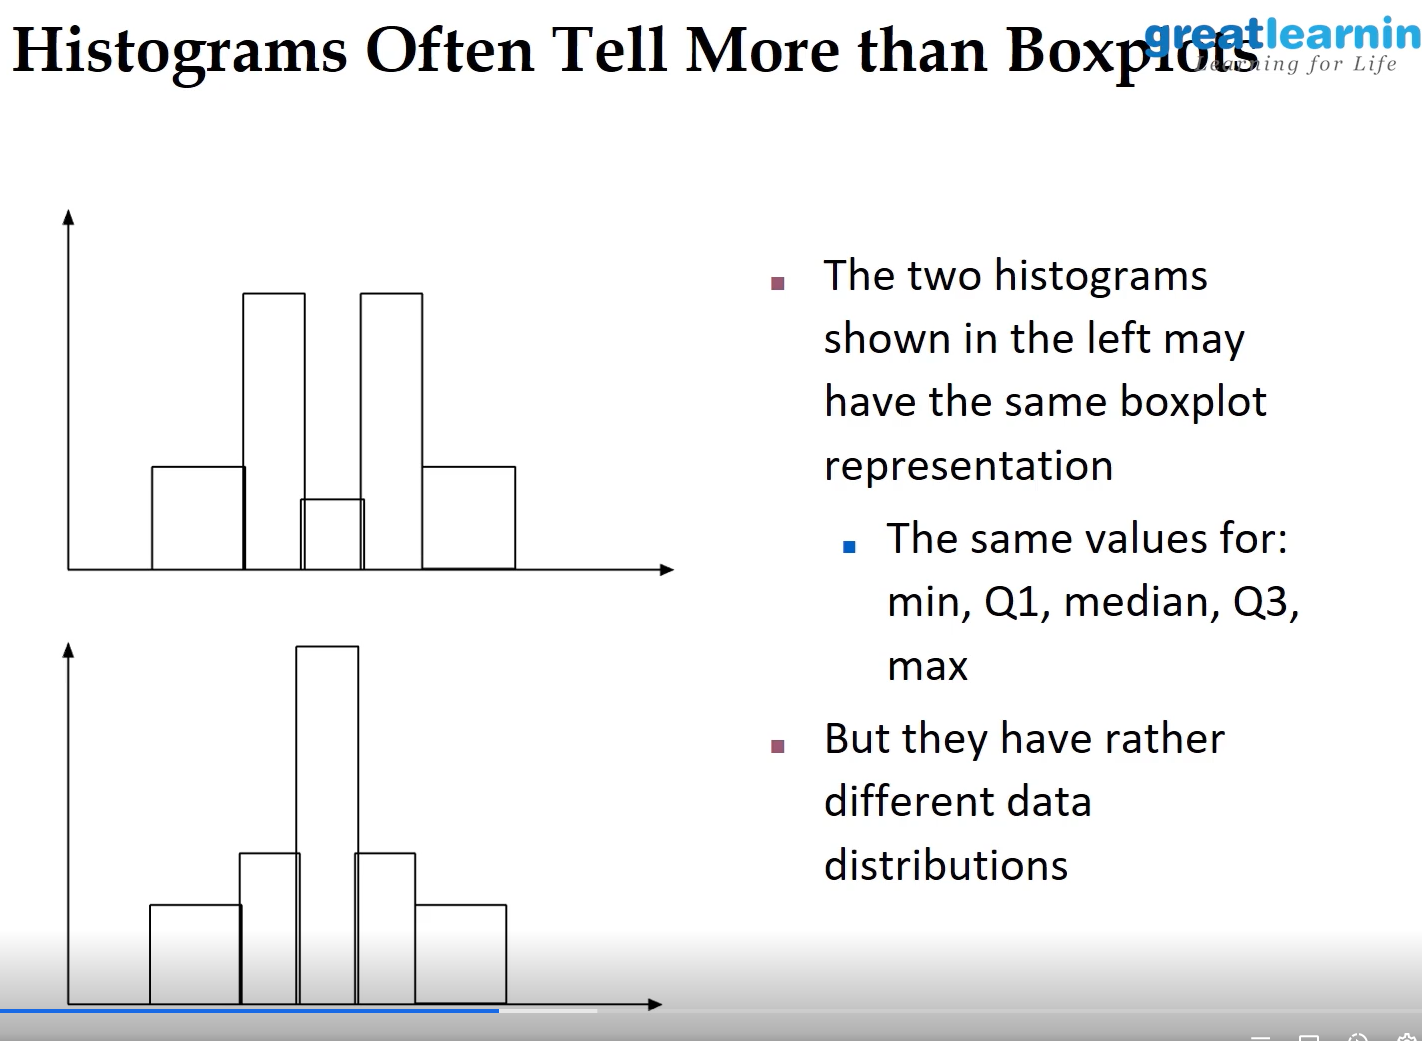 Histograms Often Tell More than Boxplots
greatlearnin
Learning for Life
The two histograms
shown in the left may
have the same boxplot
representation
The same values for:
min, Q1, median, Q3,
max
But they have rather
different data
distributions